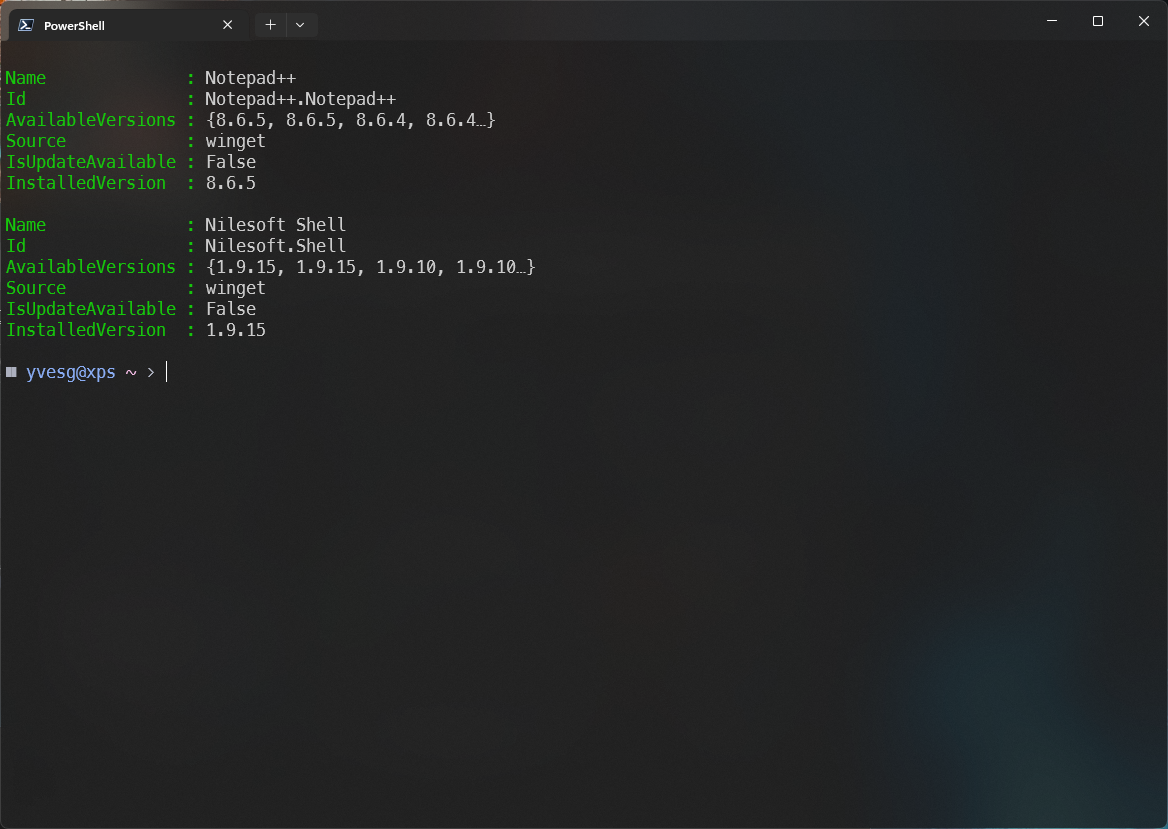 PowerShell
Name              : Notepad++
Id                : Notepad++.Notepad++
AvailableVersions : {8.6.5, 8.6.5, 8.6.4, 8.6.4…}
Source            : winget
IsUpdateAvailable : False
InstalledVersion  : 8.6.5
Name              : Nilesoft Shell
Id                : Nilesoft.Shell
AvailableVersions : {1.9.15, 1.9.15, 1.9.10, 1.9.10…}
Source            : winget
IsUpdateAvailable : False
InstalledVersion  : 1.9.15
yvesg@xps ~ >